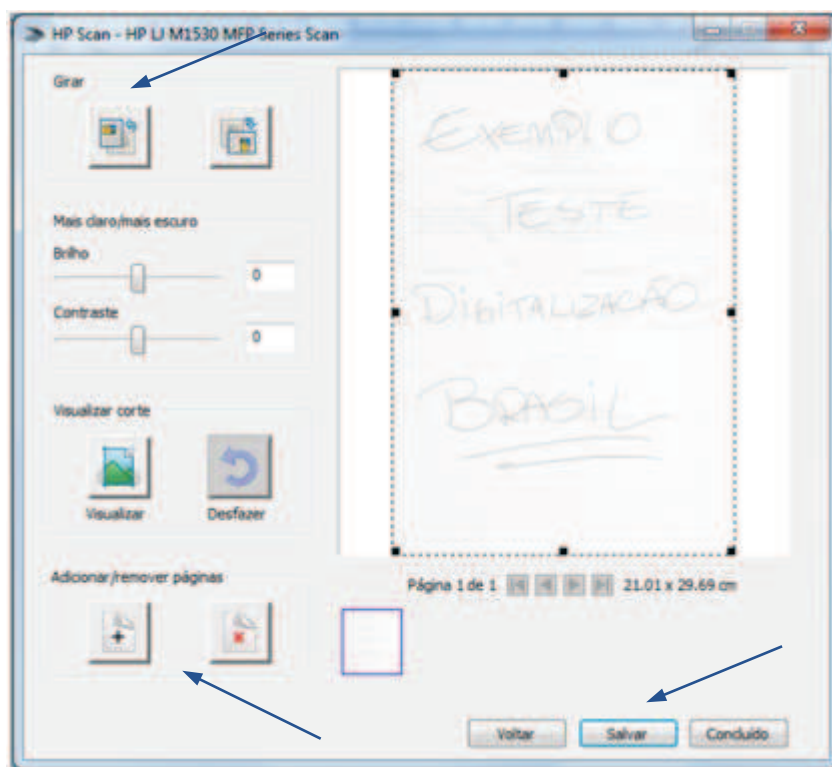 HP Scan - HP LJ M1530 MFP Series Scan
Girar
Mais claro/mais escuro
Brilho
0
Contraste
0
Visualizar corte
Visualizar
Desfazer
Adicionar/remover páginas
EXEMPLO
TESTE
DIGITALIZAÇÃO
BRASIL
Página 1 de 1
21.01 x 29.69 cm
Voltar
Salvar
Concluído